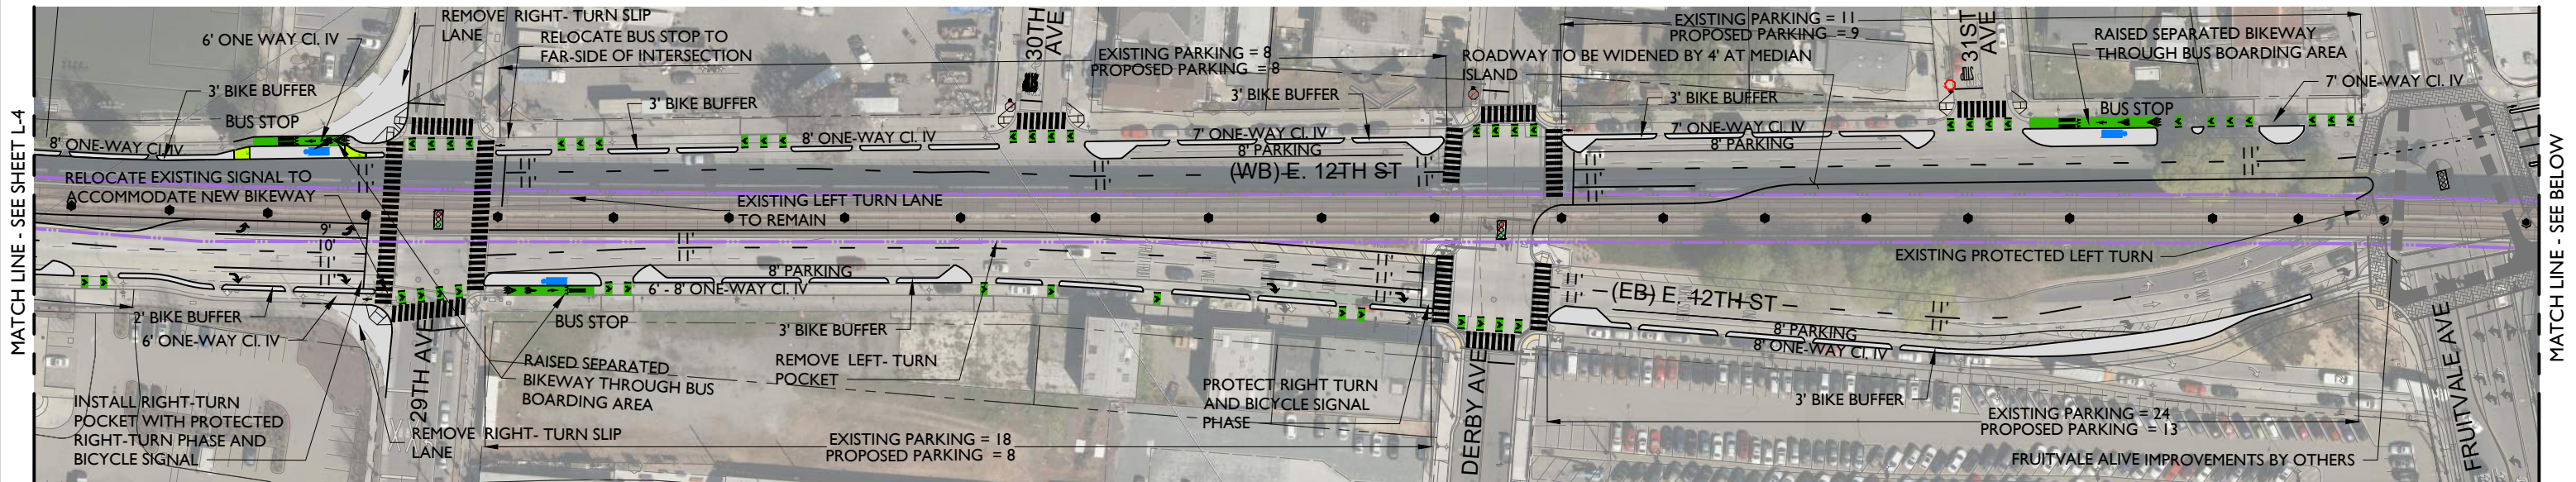 MATCH LINE - SEE SHEET L-4
6' ONE WAY Cl. IV
3' BIKE BUFFER
BUS STOP
8' ONE-WAY Cl. IV
REMOVE RIGHT- TURN SLIP
LANE
RELOCATE BUS STOP TO
FAR-SIDE OF INTERSECTION
3' BIKE BUFFER
8' ONE-WAY Cl. IV
30TH
AVE
EXISTING PARKING = 8
PROPOSED PARKING = 8
3' BIKE BUFFER
7' ONE-WAY Cl. IV
8' PARKING
(WB) E. 12TH ST
ROADWAY TO BE WIDENED BY 4' AT MEDIAN
ISLAND
EXISTING PARKING = 11
PROPOSED PARKING = 9
3' BIKE BUFFER
7' ONE-WAY Cl. IV
8' PARKING
31ST
AVE
RAISED SEPARATED BIKEWAY
THROUGH BUS BOARDING AREA
7' ONE-WAY Cl. IV
BUS STOP
RELOCATE EXISTING SIGNAL TO
ACCOMMODATE NEW BIKEWAY
EXISTING LEFT TURN LANE
TO REMAIN
11'
11'
11'
11'
11'
11'
9'
10'
11'
11'
11'
11'
EXISTING PROTECTED LEFT TURN
8' PARKING
6' - 8' ONE-WAY Cl. IV
(EB) E. 12TH ST
8' PARKING
8' ONE-WAY Cl. IV
2' BIKE BUFFER
6' ONE-WAY Cl. IV
BUS STOP
3' BIKE BUFFER
RAISED SEPARATED
BIKEWAY THROUGH BUS
BOARDING AREA
REMOVE LEFT- TURN
POCKET
PROTECT RIGHT TURN
AND BICYCLE SIGNAL
PHASE
3' BIKE BUFFER
INSTALL RIGHT-TURN
POCKET WITH PROTECTED
RIGHT-TURN PHASE AND
BICYCLE SIGNAL
29TH AVE
REMOVE RIGHT- TURN SLIP
LANE
EXISTING PARKING = 18
PROPOSED PARKING = 8
DERBY AVE
EXISTING PARKING = 24
PROPOSED PARKING = 13
FRUITVALE ALIVE IMPROVEMENTS BY OTHERS
FRUITVALE AVE
MATCH LINE - SEE BELOW